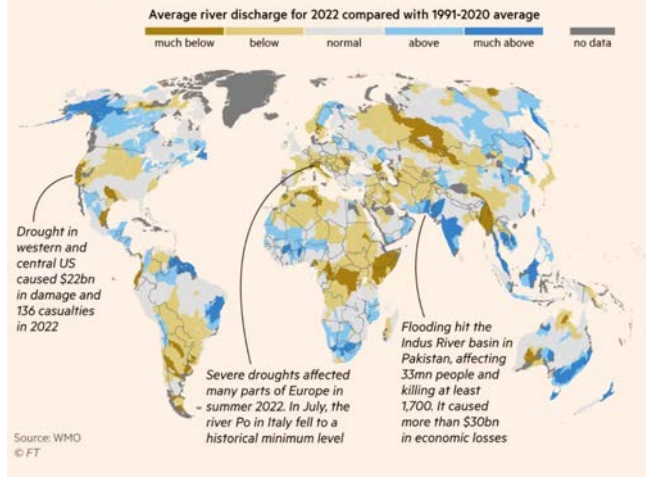 Average river discharge for 2022 compared with 1991-2020 average
much below below normal above much above no data
Drought in
western and
central US
caused $22bn
in damage and
136 casualties
in 2022
Severe droughts affected
many parts of Europe in
summer 2022. In July, the
river Po in Italy fell to a
historical minimum level
Flooding hit the
Indus River basin in
Pakistan, affecting
33mn people and
killing at least
1,700. It caused
more than $30bn
in economic losses
Source: WMO
© FT